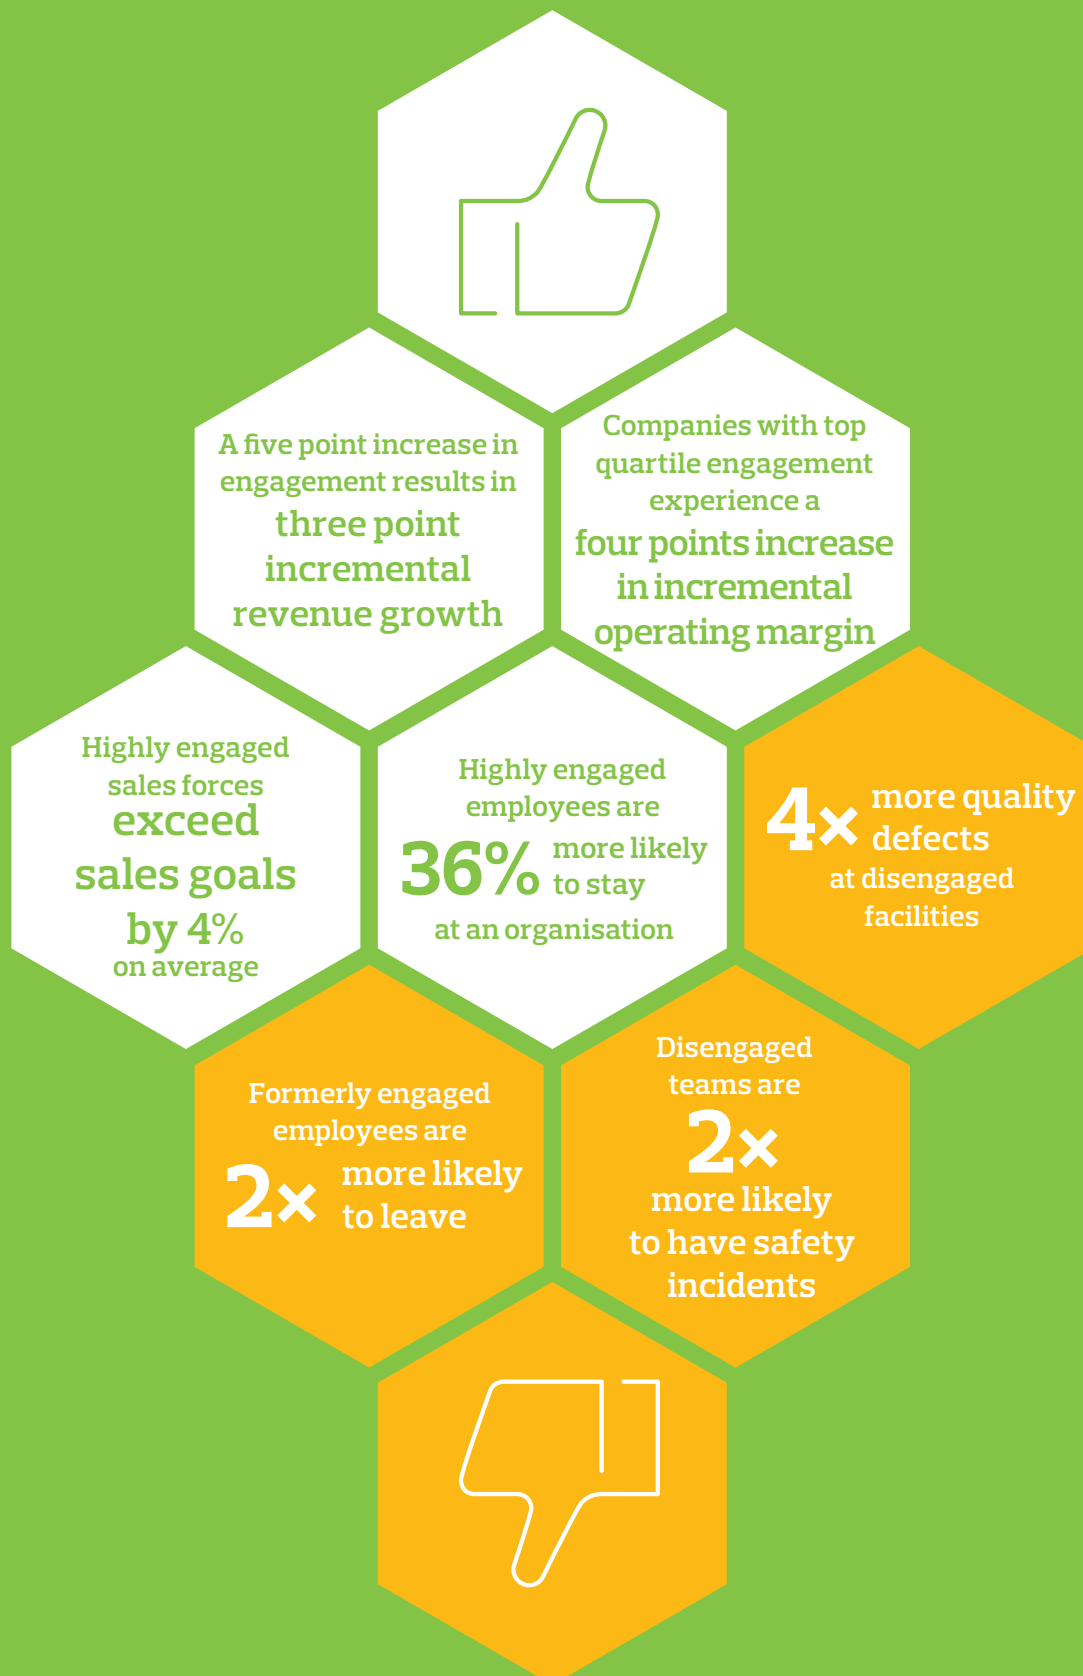 A five point increase in
engagement results in
three point
incremental
revenue growth
Companies with top
quartile engagement
experience a
four points increase
in incremental
operating margin
Highly engaged
sales forces
exceed
sales goals
by 4%
on average
Highly engaged
employees are
36% more likely
to stay
at an organisation
4× more quality
defects
at disengaged
facilities
Formerly engaged
employees are
2× more likely
to leave
Disengaged
teams are
2×
more likely
to have safety
incidents